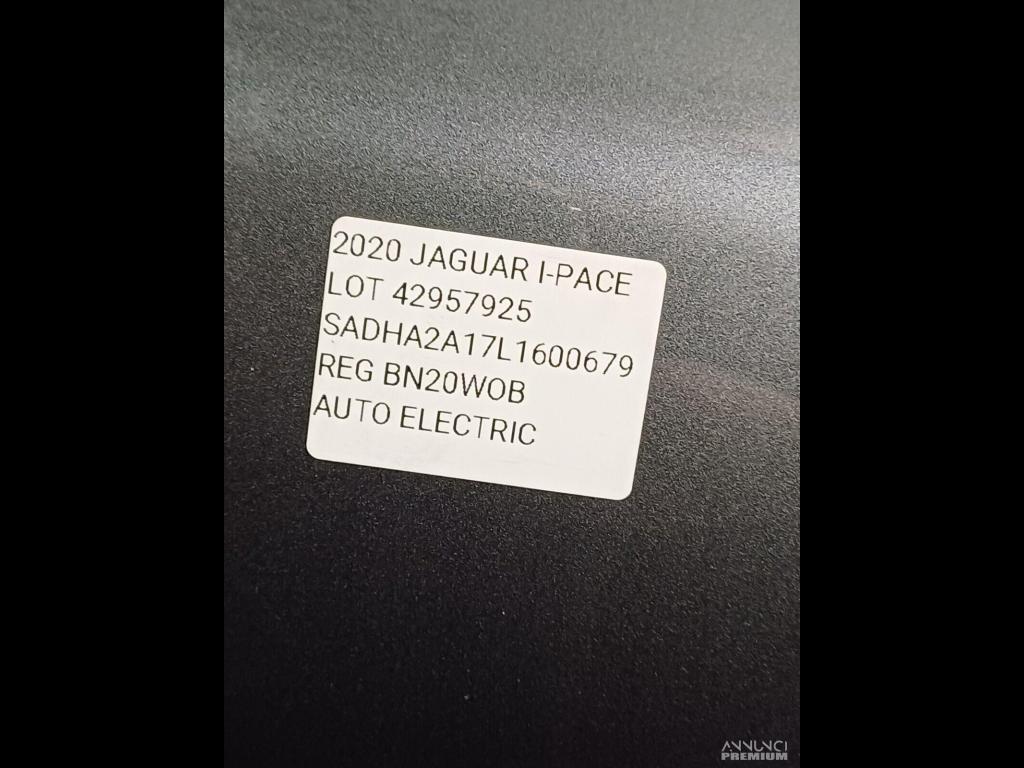 2020 JAGUAR I-PACE
LOT 42957925
SADHA2A17L1600679
REG BN20WOB
AUTO ELECTRIC
ANNUNCI
PREMIUM